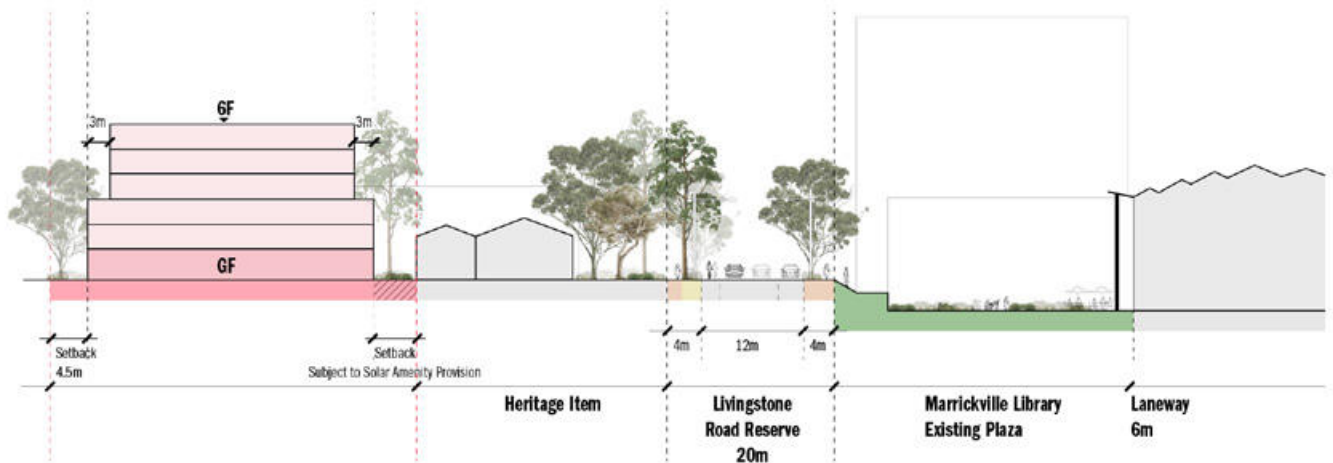 6F
3m
3m
GF
Setback
4.5m
Setback
Subject to Solar Amenity Provision
4m
12m
4m
Heritage Item
Livingstone
Road Reserve
20m
Marrickville Library
Existing Plaza
Laneway
6m